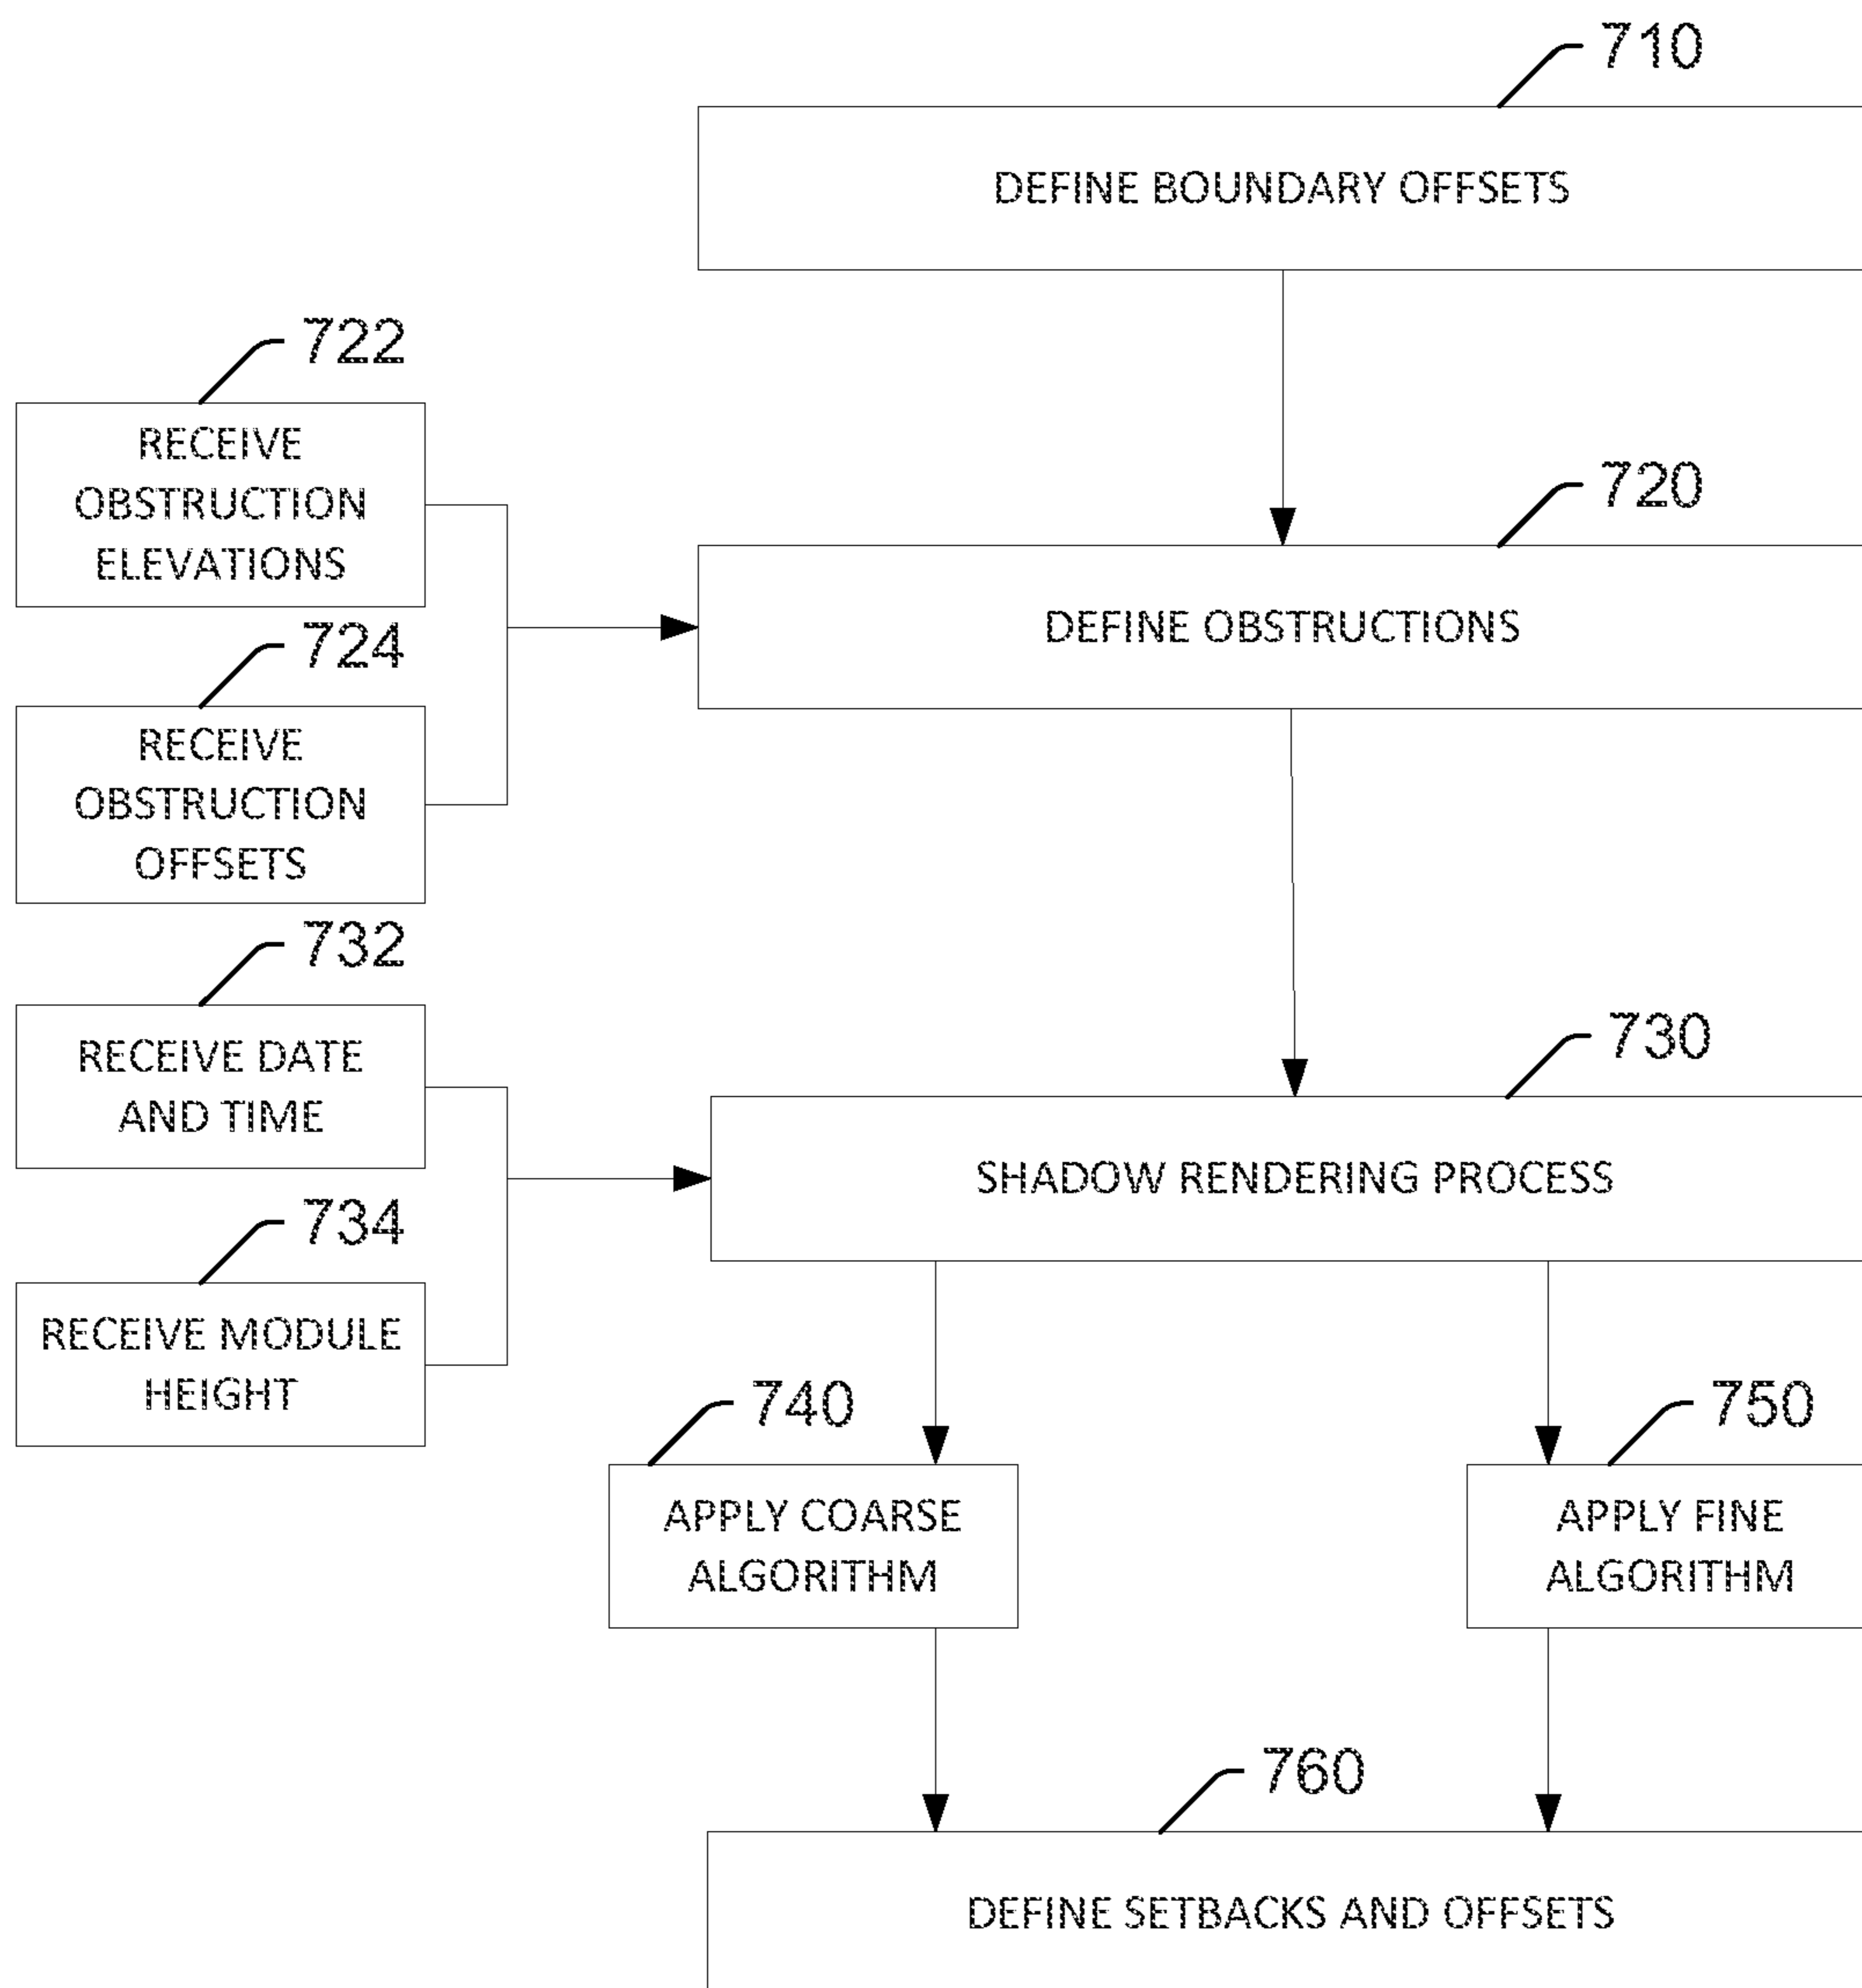 710
DEFINE BOUNDARY OFFSETS
722
RECEIVE
OBSTRUCTION
ELEVATIONS
720
DEFINE OBSTRUCTIONS
724
RECEIVE
OBSTRUCTION
OFFSETS
732
RECEIVE DATE
AND TIME
730
SHADOW RENDERING PROCESS
734
RECEIVE MODULE
HEIGHT
740
APPLY COARSE
ALGORITHM
750
APPLY FINE
ALGORITHM
760
DEFINE SETBACKS AND OFFSETS